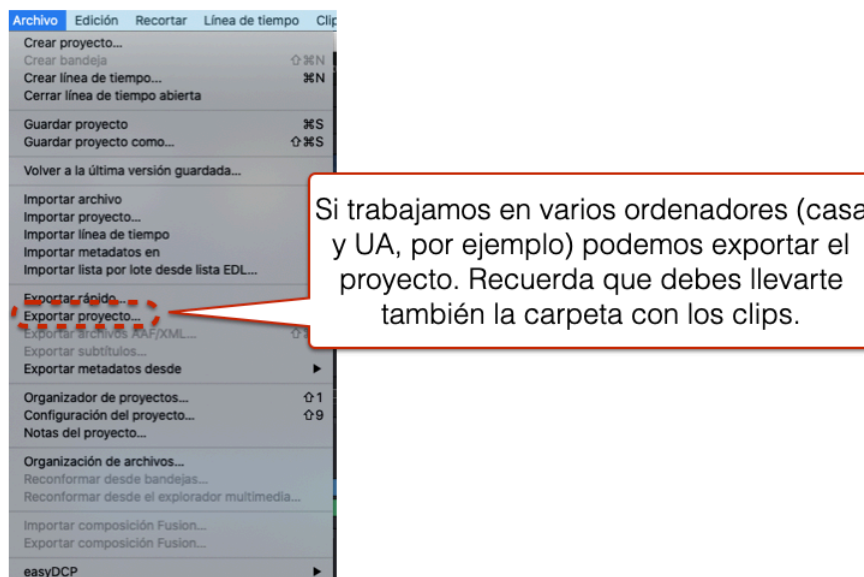 Archivo Edición Recortar Línea de tiempo Clip
Crear proyecto...
Crear bandeja ⇧⌘N
Crear línea de tiempo... ⌘N
Cerrar línea de tiempo abierta
Guardar proyecto ⌘S
Guardar proyecto como... ⇧⌘S
Volver a la última versión guardada...
Importar archivo
Importar proyecto...
Importar línea de tiempo
Importar metadatos en
Importar lista por lote desde lista EDL...
Exportar rápido...
Exportar proyecto...
Exportar archivos AAF/XML...
Exportar subtítulos...
Exportar metadatos desde
Organizador de proyectos... ⇧1
Configuración del proyecto... ⇧9
Notas del proyecto...
Organización de archivos...
Reconformar desde bandejas...
Reconformar desde el explorador multimedia...
Importar composición Fusion...
Exportar composición Fusion...
easyDCP
Si trabajamos en varios ordenadores (casa
y UA, por ejemplo) podemos exportar el
proyecto. Recuerda que debes llevarte
también la carpeta con los clips.